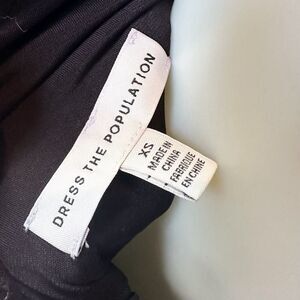 DRESS THE POPULATION
XS
MADE IN
CHINA
FABRIQUE
EN CHINE